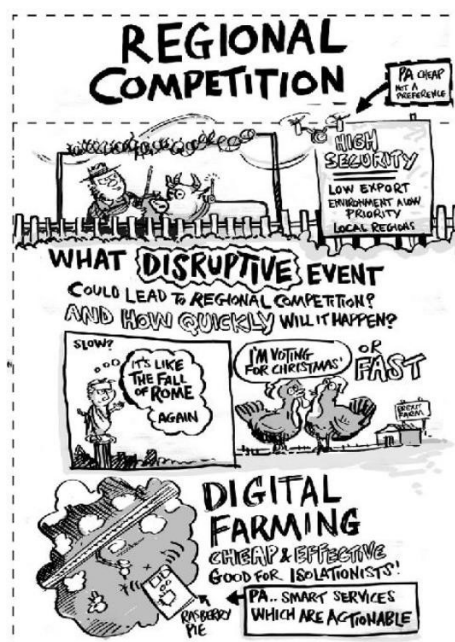 REGIONAL
COMPETITION
PA CHEAP
NOT A
PREFERENCE
HIGH
SECURITY
LOW EXPORT
ENVIRONMENT A LOW
PRIORITY
LOCAL REGIONS
WHAT DISRUPTIVE EVENT
COULD LEAD TO REGIONAL COMPETITION?
AND HOW QUICKLY WILL IT HAPPEN?
SLOW?
IT'S LIKE
THE FALL
OF ROME
AGAIN
I'M VOTING
FOR CHRISTMAS'
OR
FAST
BREXIT
FARM
DIGITAL
FARMING
CHEAP & EFFECTIVE
GOOD FOR ISOLATIONISTS!
RASBERRY
PIE
PA.. SMART SERVICES
WHICH ARE ACTIONABLE